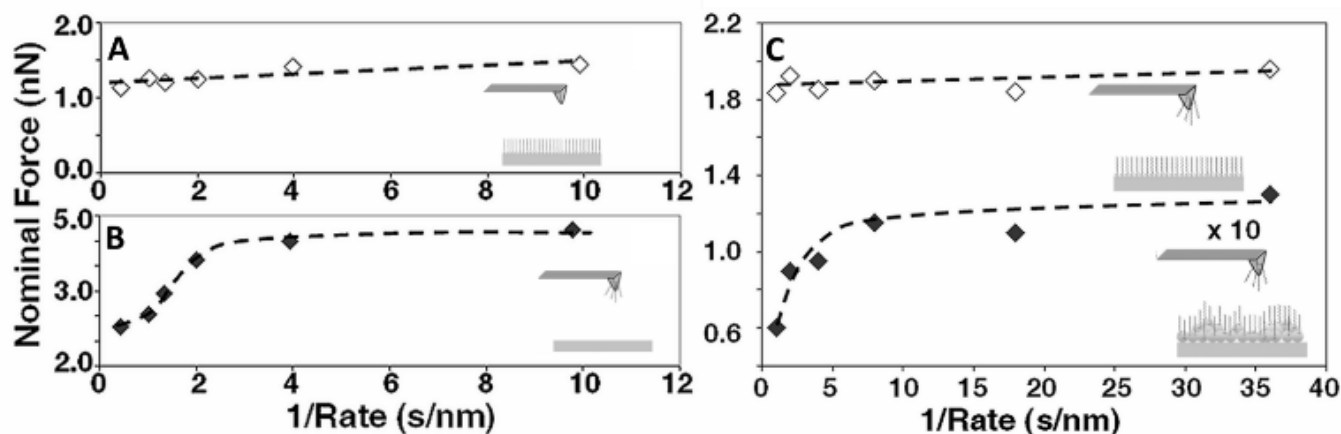 Nominal Force (nN)
A
2.0
1.0
0.0
0 2 4 6 8 10 12
B
5.0
3.0
2.0
0 2 4 6 8 10 12
1/Rate (s/nm)
C
2.2
1.8
1.4
1.0
0.6
x 10
0 5 10 15 20 25 30 35 40
1/Rate (s/nm)